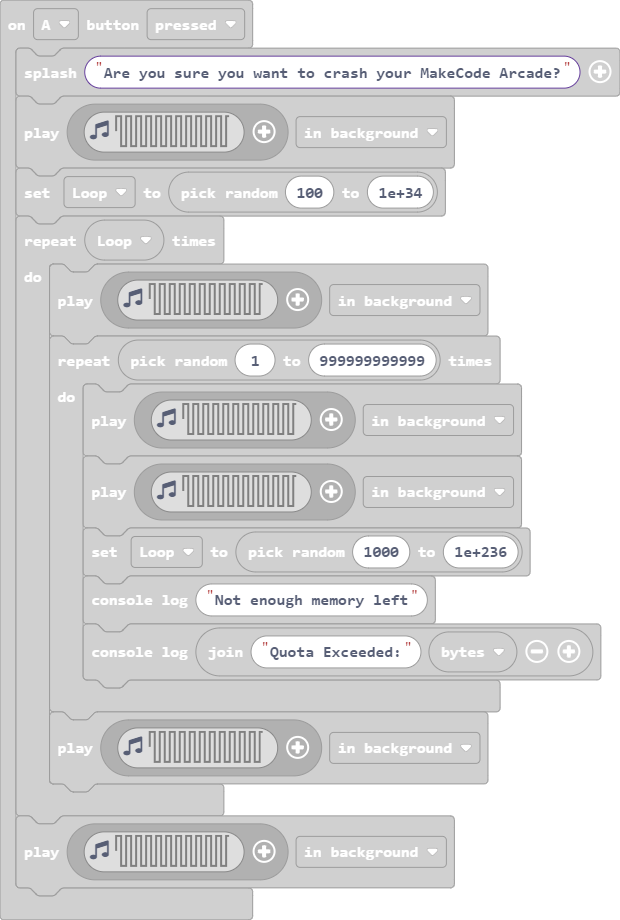 on A button pressed
splash "Are you sure you want to crash your MakeCode Arcade?"
play in background
set Loop to pick random 100 to 1e+34
repeat Loop times
do
play in background
repeat pick random 1 to 999999999999 times
do
play in background
play in background
set Loop to pick random 1000 to 1e+236
console log "Not enough memory left"
console log join "Quota Exceeded:" bytes
play in background
play in background